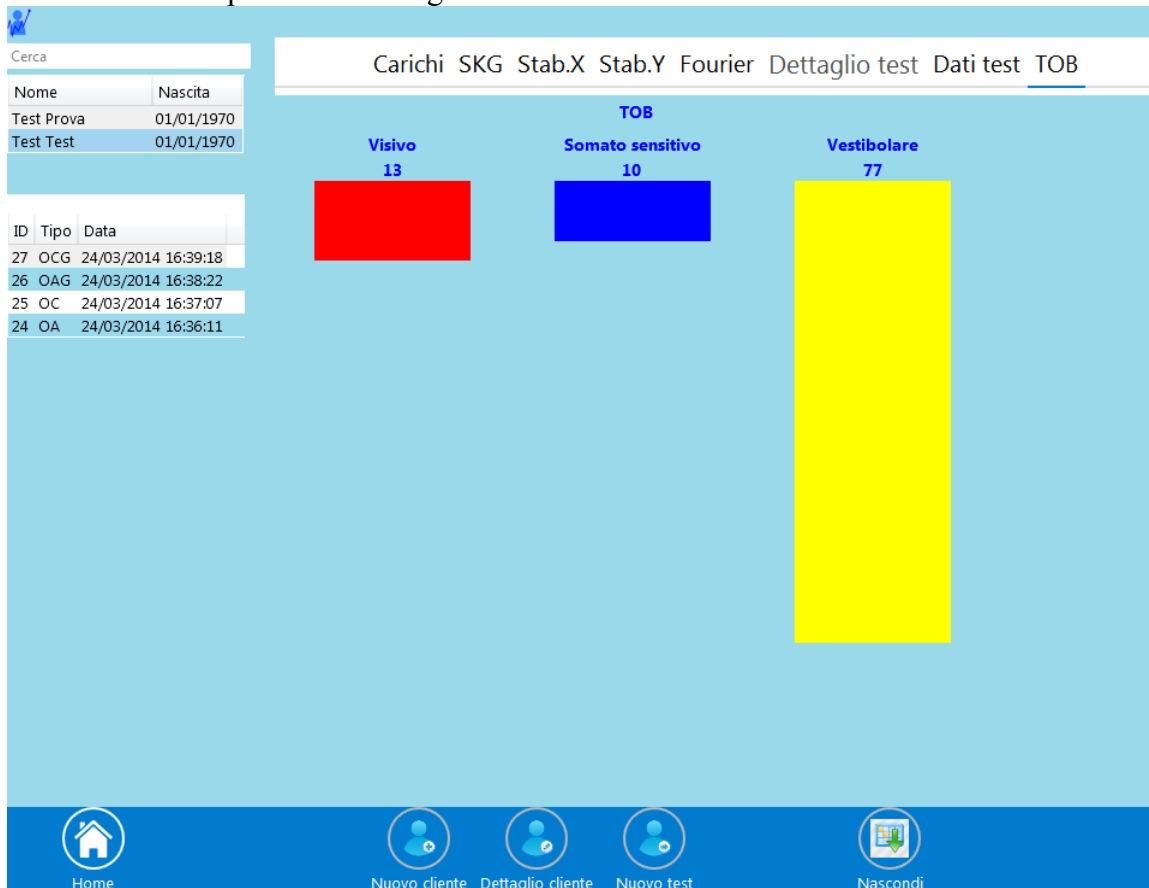 Cerca
Nome Nascita
Test Prova 01/01/1970
Test Test 01/01/1970
ID Tipo Data
27 OCG 24/03/2014 16:39:18
26 OAG 24/03/2014 16:38:22
25 OC 24/03/2014 16:37:07
24 OA 24/03/2014 16:36:11
Carichi SKG Stab.X Stab.Y Fourier Dettaglio test Dati test TOB
TOB
Visivo Somato sensitivo Vestibolare
13 10 77
Home Nuovo cliente Dettaglio cliente Nuovo test Nascondi